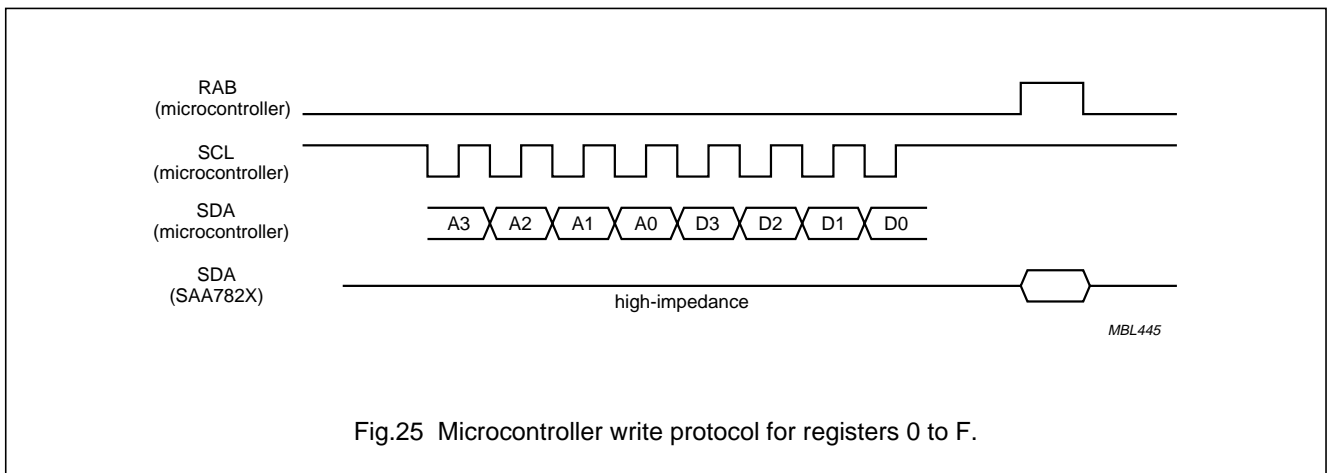 RAB
(microcontroller)
SCL
(microcontroller)
SDA
(microcontroller)
A3 A2 A1 A0 D3 D2 D1 D0
SDA
(SAA782X)
high-impedance
MBL445
Fig.25 Microcontroller write protocol for registers 0 to F.